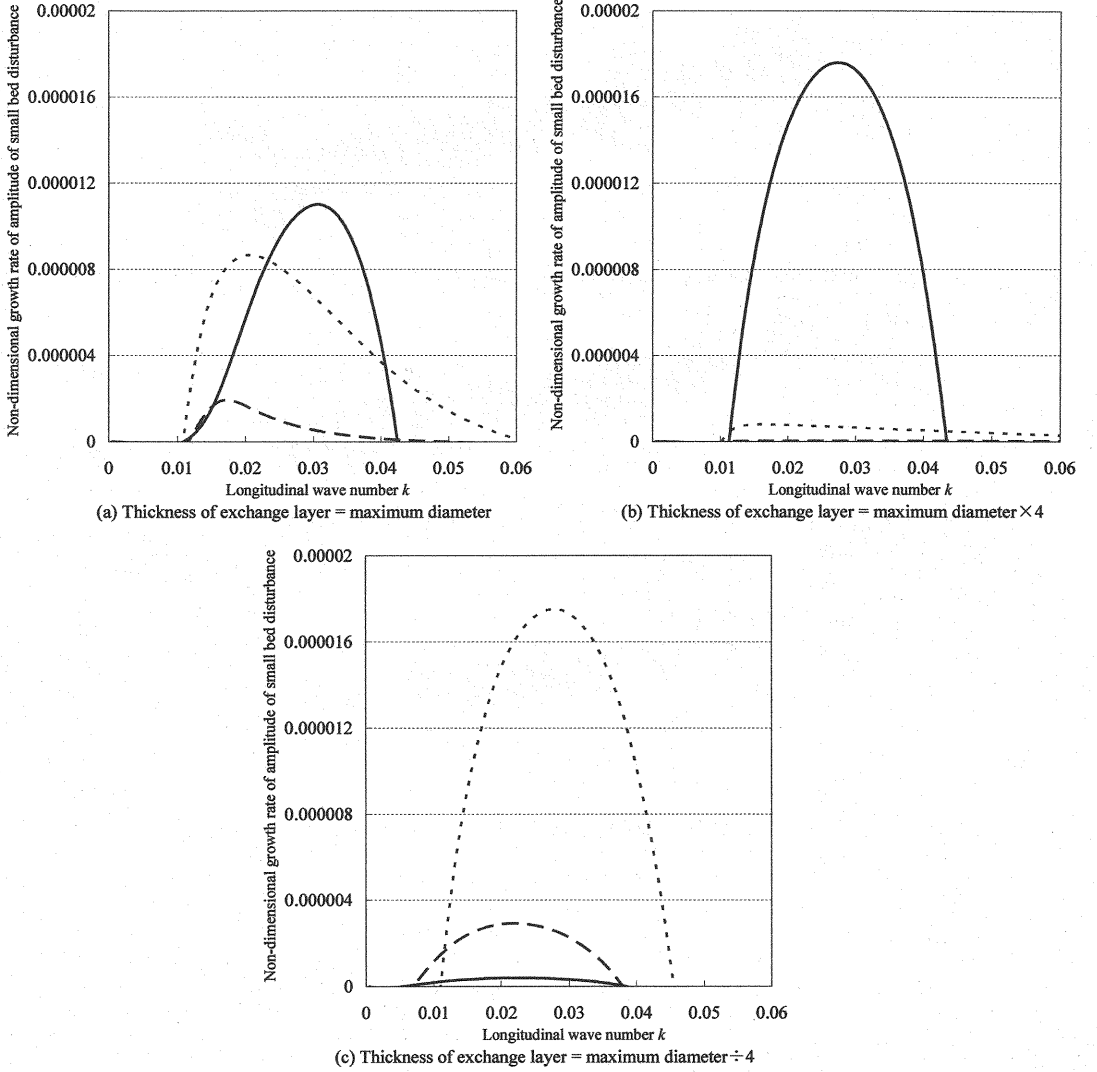 Non-dimensional growth rate of amplitude of small bed disturbance
0.00002
0.000016
0.000012
0.000008
0.000004
0
0 0.01 0.02 0.03 0.04 0.05 0.06
Longitudinal wave number k
(a) Thickness of exchange layer = maximum diameter
Non-dimensional growth rate of amplitude of small bed disturbance
0.00002
0.000016
0.000012
0.000008
0.000004
0
0 0.01 0.02 0.03 0.04 0.05 0.06
Longitudinal wave number k
(b) Thickness of exchange layer = maximum diameter×4
Non-dimensional growth rate of amplitude of small bed disturbance
0.00002
0.000016
0.000012
0.000008
0.000004
0
0 0.01 0.02 0.03 0.04 0.05 0.06
Longitudinal wave number k
(c) Thickness of exchange layer = maximum diameter÷4